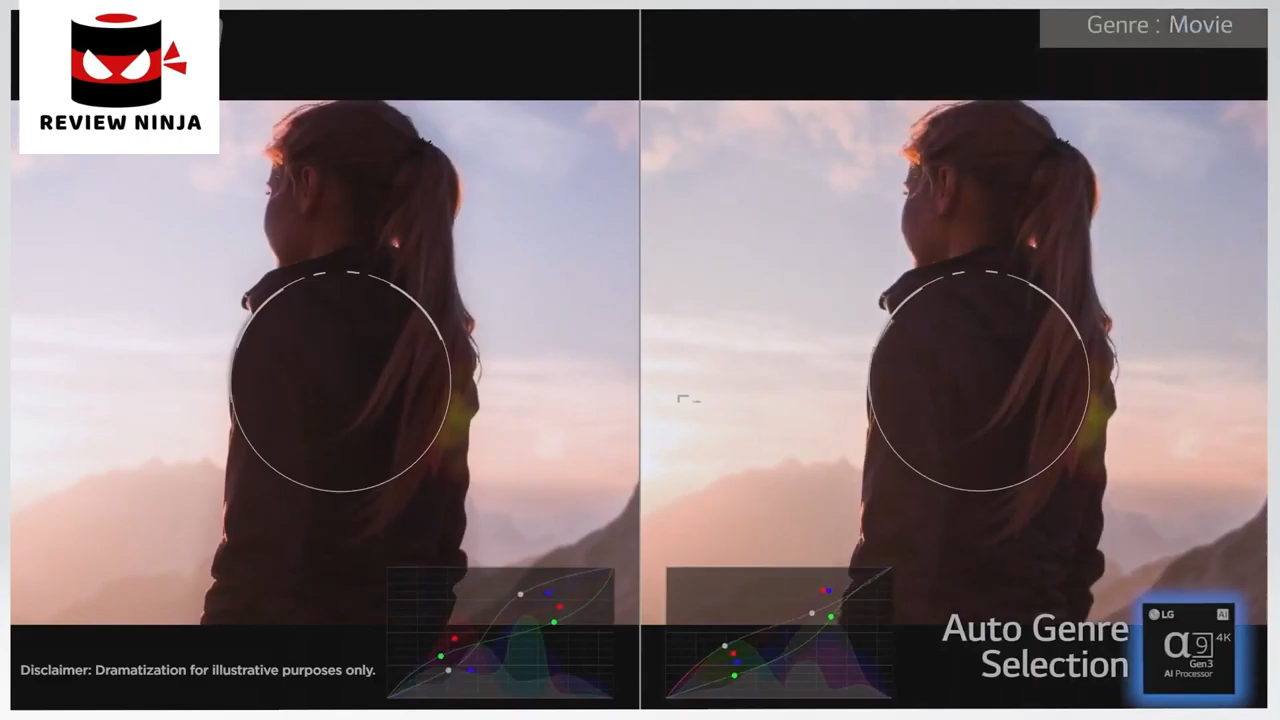 REVIEW NINJA
Genre : Movie
Auto Genre
Selection
Disclaimer: Dramatization for illustrative purposes only.
LG AI
α9 4K
Gen3
AI Processor